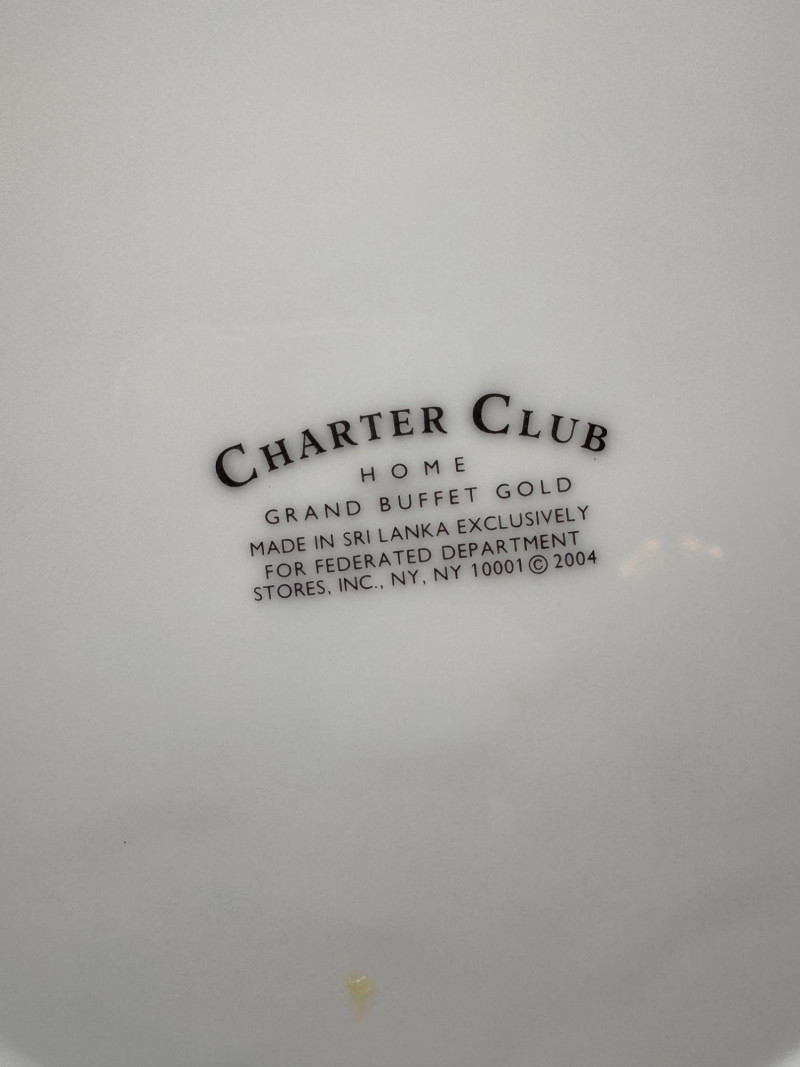 CHARTER CLUB
HOME
GRAND BUFFET GOLD
MADE IN SRI LANKA EXCLUSIVELY
FOR FEDERATED DEPARTMENT
STORES, INC., NY, NY 10001 © 2004